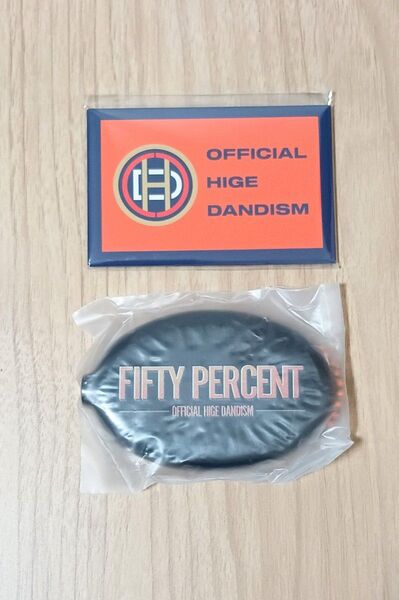 OFFICIAL
HIGE
DANDISM
FIFTY PERCENT
OFFICIAL HIGE DANDISM